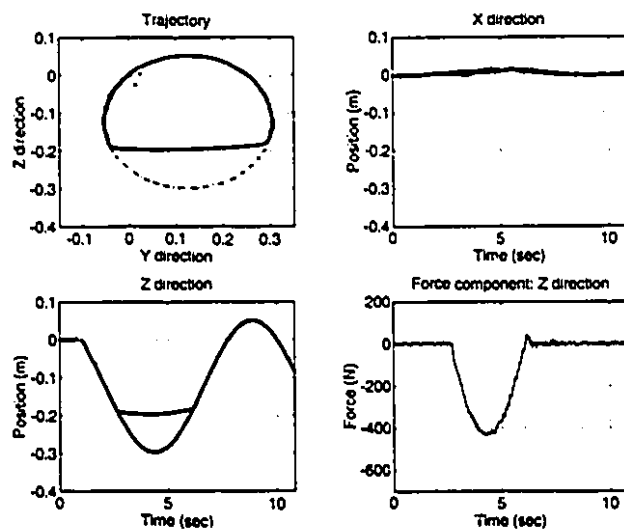 Trajectory
0.1
0
-0.1
-0.2
-0.3
-0.4
Z direction
-0.1 0 0.1 0.2 0.3
Y direction
X direction
0.1
0
-0.1
-0.2
-0.3
-0.4
Position (m)
0 5 10
Time (sec)
Z direction
0.1
0
-0.1
-0.2
-0.3
-0.4
Position (m)
0 5 10
Time (sec)
Force component: Z direction
200
0
-200
-400
-600
Force (N)
0 5 10
Time (sec)